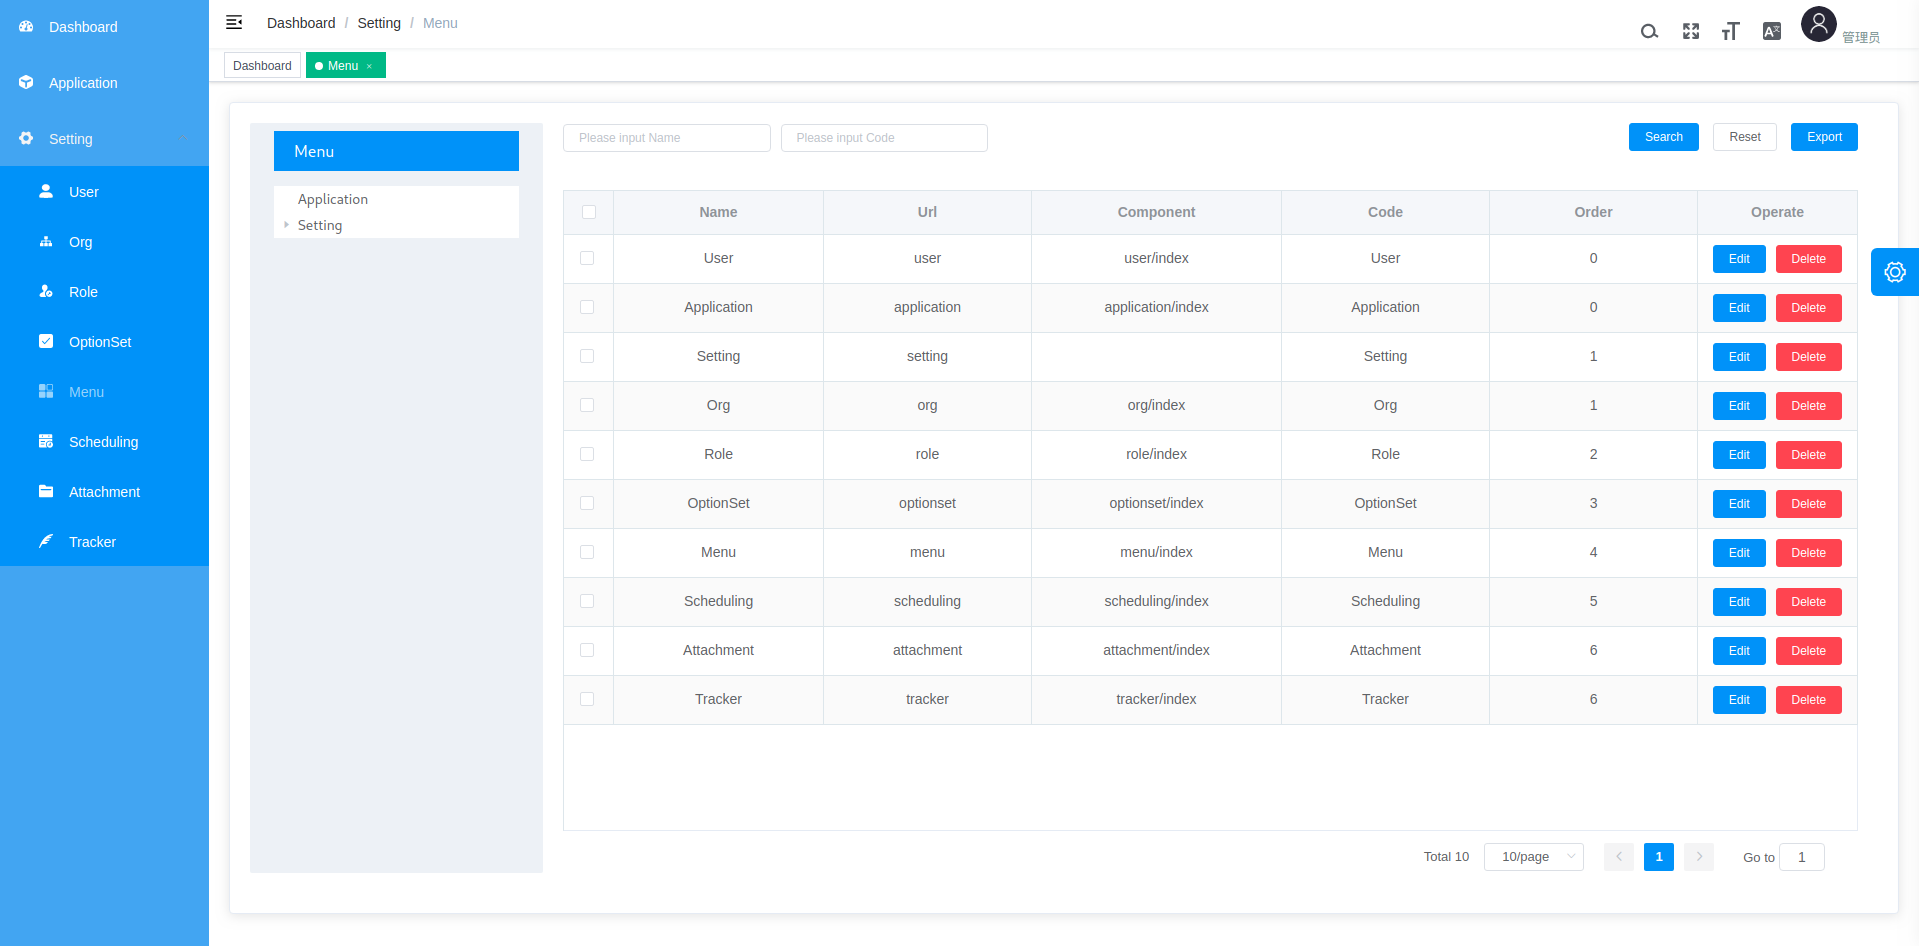 Dashboard
Application
Setting
User
Org
Role
OptionSet
Menu
Scheduling
Attachment
Tracker
Dashboard / Setting / Menu
管理员
Dashboard
Menu ×
Menu
Application
Setting
Please input Name
Please input Code
Search
Reset
Export
Name Url Component Code Order Operate
User user user/index User 0 Edit Delete
Application application application/index Application 0 Edit Delete
Setting setting Setting 1 Edit Delete
Org org org/index Org 1 Edit Delete
Role role role/index Role 2 Edit Delete
OptionSet optionset optionset/index OptionSet 3 Edit Delete
Menu menu menu/index Menu 4 Edit Delete
Scheduling scheduling scheduling/index Scheduling 5 Edit Delete
Attachment attachment attachment/index Attachment 6 Edit Delete
Tracker tracker tracker/index Tracker 6 Edit Delete
Total 10 10/page 1 Go to 1